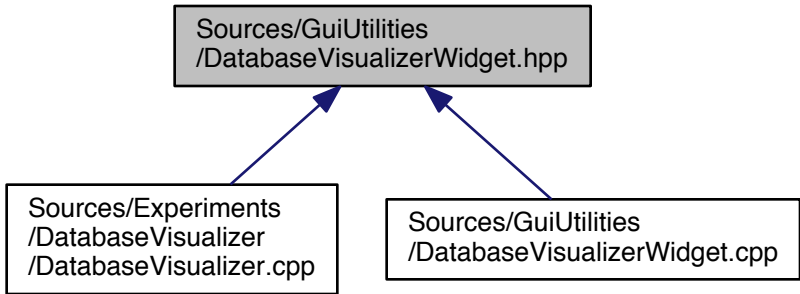 Sources/GuiUtilities
/DatabaseVisualizerWidget.hpp
Sources/Experiments
/DatabaseVisualizer
/DatabaseVisualizer.cpp
Sources/GuiUtilities
/DatabaseVisualizerWidget.cpp